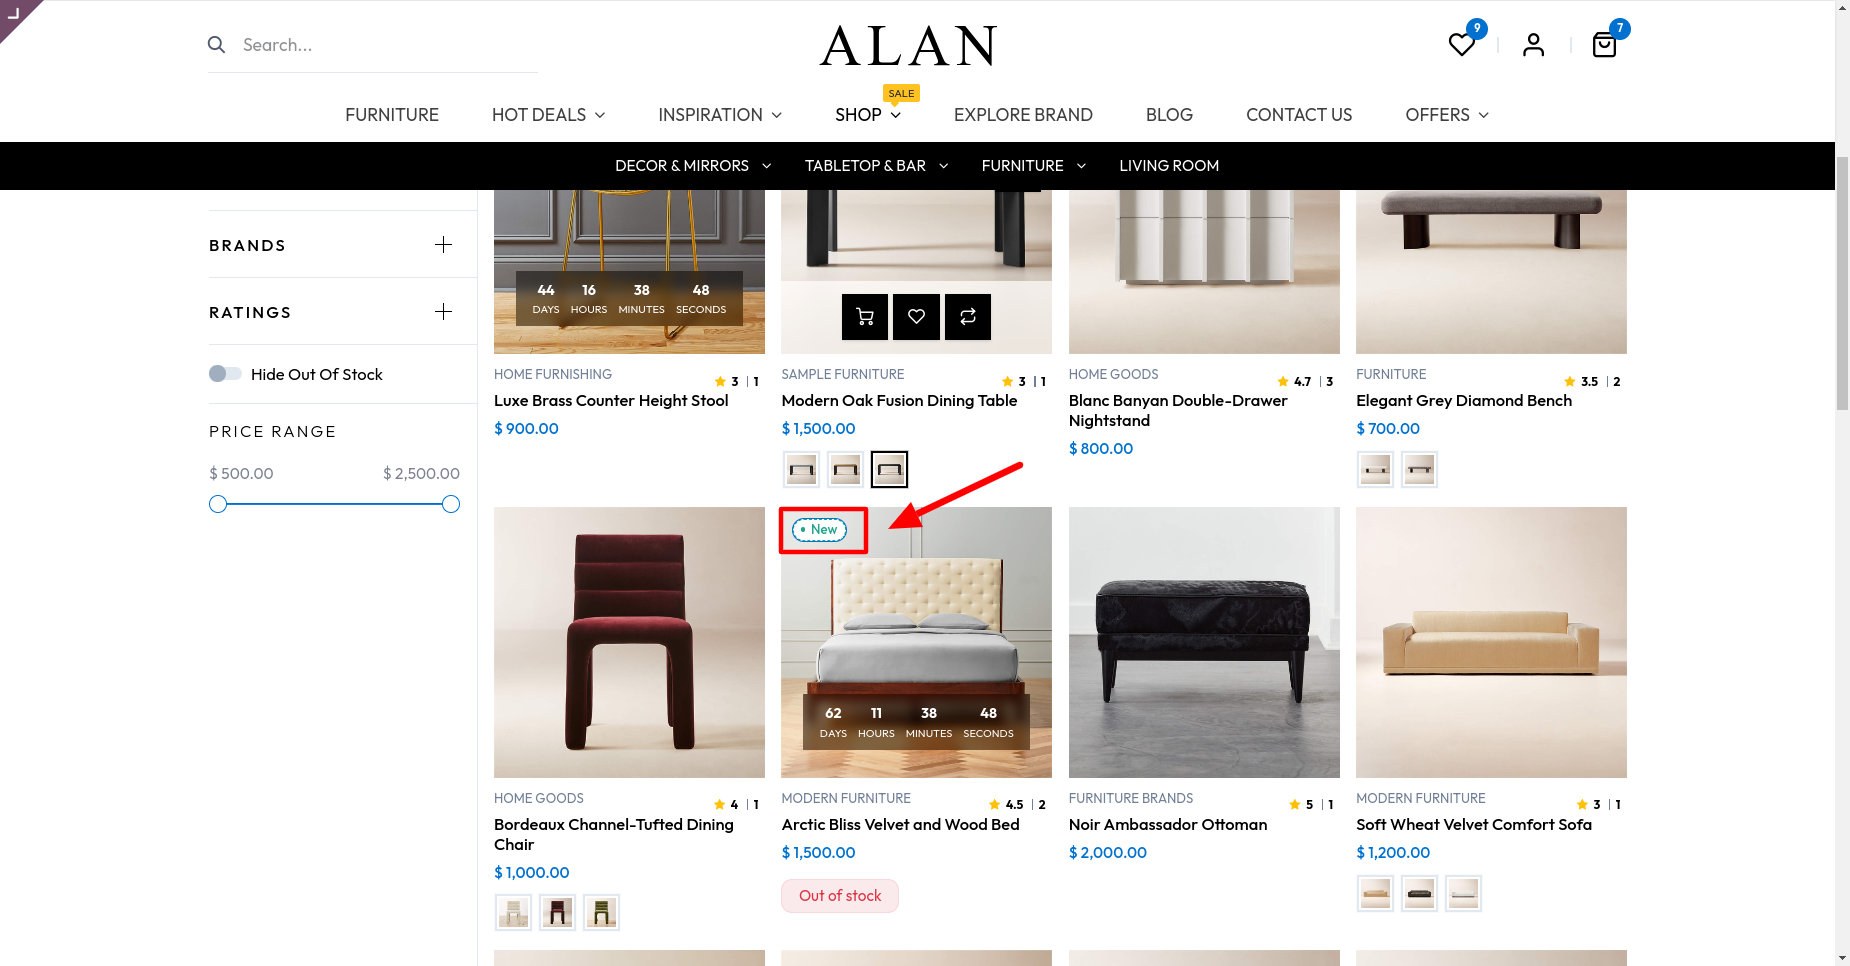 Search...
ALAN
9
7
SALE
FURNITURE HOT DEALS INSPIRATION SHOP EXPLORE BRAND BLOG CONTACT US OFFERS
DECOR & MIRRORS TABLETOP & BAR FURNITURE LIVING ROOM
BRANDS
RATINGS
Hide Out Of Stock
PRICE RANGE
$ 500.00 $ 2,500.00
44 16 38 48
DAYS HOURS MINUTES SECONDS
HOME FURNISHING
3 | 1
Luxe Brass Counter Height Stool
$ 900.00
SAMPLE FURNITURE
3 | 1
Modern Oak Fusion Dining Table
$ 1,500.00
HOME GOODS
4.7 | 3
Blanc Banyan Double-Drawer
Nightstand
$ 800.00
FURNITURE
3.5 | 2
Elegant Grey Diamond Bench
$ 700.00
HOME GOODS
4 | 1
Bordeaux Channel-Tufted Dining
Chair
$ 1,000.00
• New
62 11 38 48
DAYS HOURS MINUTES SECONDS
MODERN FURNITURE
4.5 | 2
Arctic Bliss Velvet and Wood Bed
$ 1,500.00
Out of stock
FURNITURE BRANDS
5 | 1
Noir Ambassador Ottoman
$ 2,000.00
MODERN FURNITURE
3 | 1
Soft Wheat Velvet Comfort Sofa
$ 1,200.00